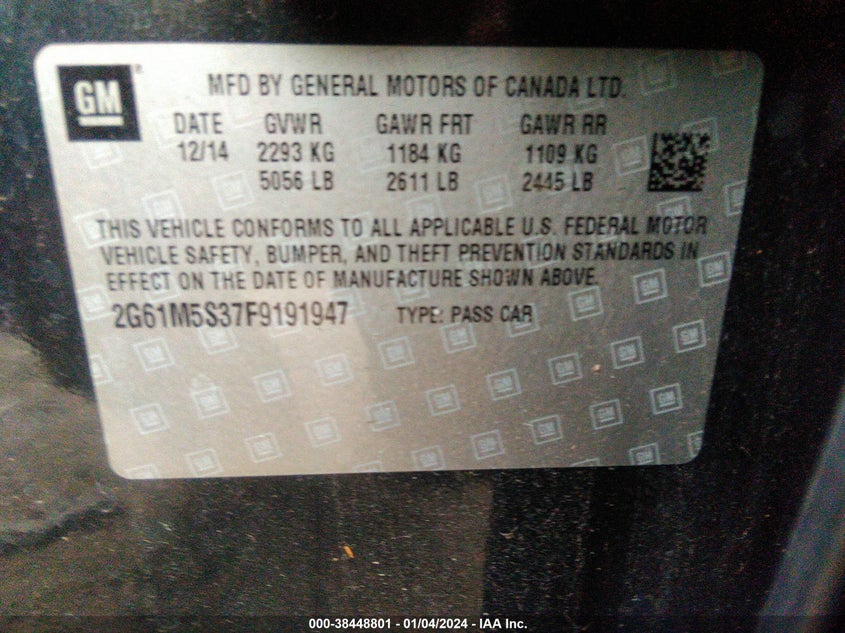 GM
MFD BY GENERAL MOTORS OF CANADA LTD.
DATE GVWR GAWR FRT GAWR RR
12/14 2293 KG 1184 KG 1109 KG
5056 LB 2611 LB 2445 LB
THIS VEHICLE CONFORMS TO ALL APPLICABLE U.S. FEDERAL MOTOR
VEHICLE SAFETY, BUMPER, AND THEFT PREVENTION STANDARDS IN
EFFECT ON THE DATE OF MANUFACTURE SHOWN ABOVE.
2G61M5S37F9191947 TYPE: PASS CAR
000-38448801 - 01/04/2024 - IAA Inc.